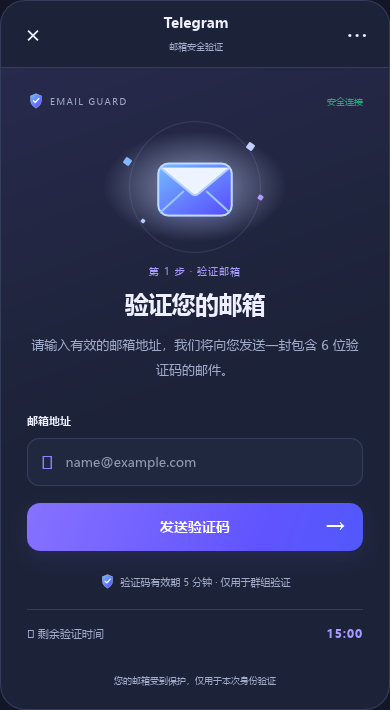 Telegram
邮箱安全验证
EMAIL GUARD
安全连接
第 1 步 · 验证邮箱
验证您的邮箱
请输入有效的邮箱地址，我们将向您发送一封包含 6 位验
证码的邮件。
邮箱地址
name@example.com
发送验证码 →
验证码有效期 5 分钟 · 仅用于群组验证
剩余验证时间 15:00
您的邮箱受到保护，仅用于本次身份验证